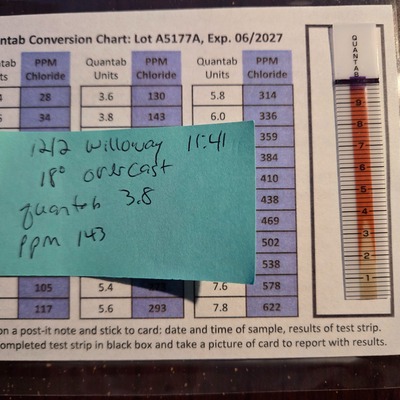 ntab Conversion Chart: Lot A5177A, Exp. 06/2027
ntab PPM Quantab PPM Quantab PPM
ts Chloride Units Chloride Units Chloride
4 28 3.6 130 5.8 314
34 3.8 143 6.0 336
359
384
410
438
469
502
538
105 5.4 7.6 578
117 5.6 293 7.8 622
12/2 Willoway 11:41
18° overcast
quantab 3.8
ppm 143
on a post-it note and stick to card: date and time of sample, results of test strip.
ompleted test strip in black box and take a picture of card to report with results.
QUANTAB
9
8
7
6
5
4
3
2
1